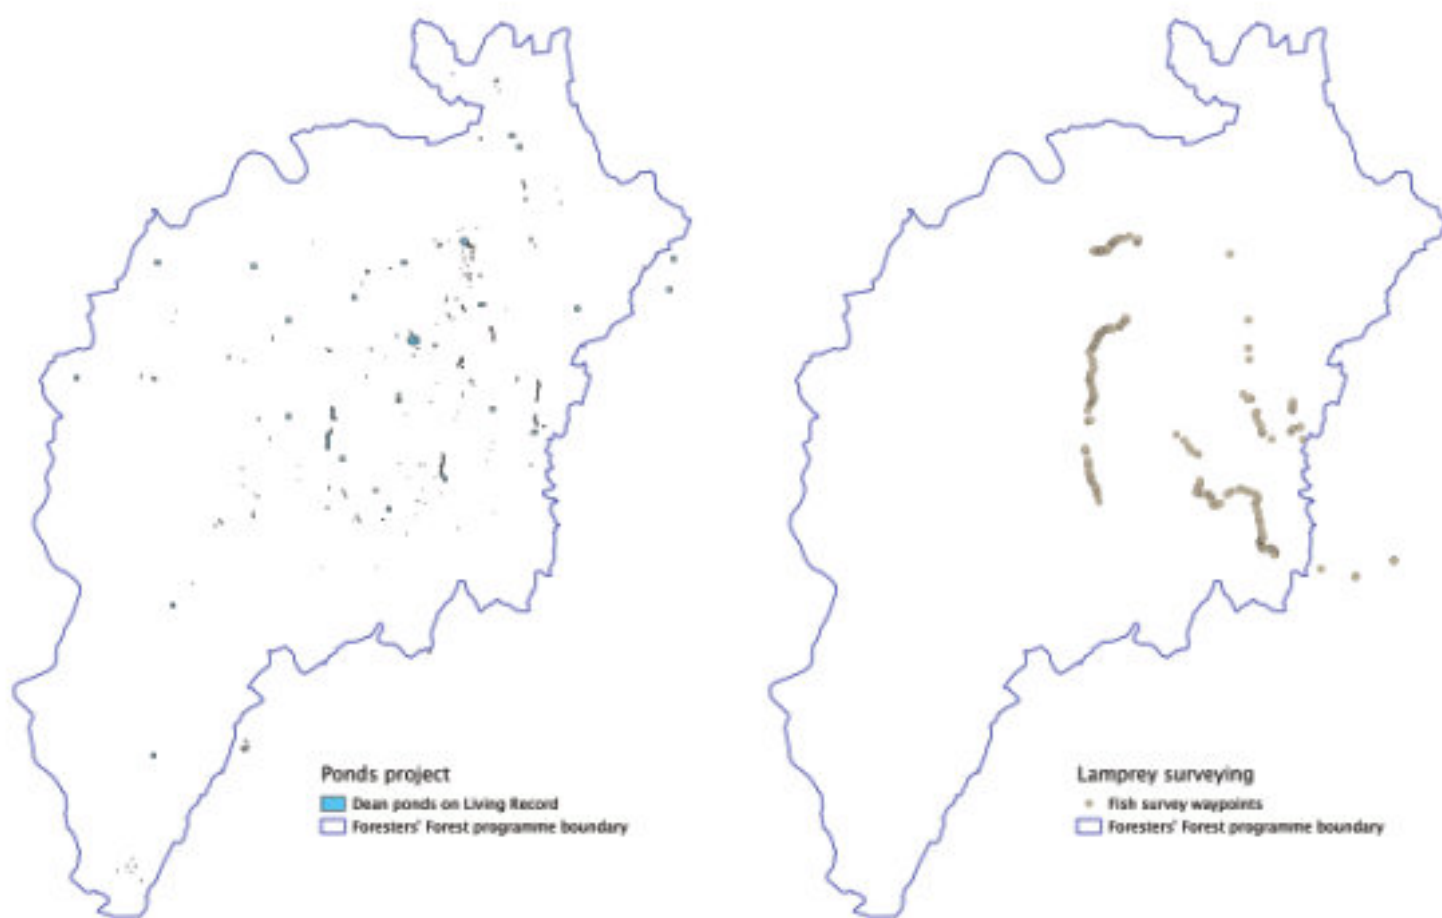 Ponds project
Dean ponds on Living Record
Foresters' Forest programme boundary
Lamprey surveying
Fish survey waypoints
Foresters' Forest programme boundary